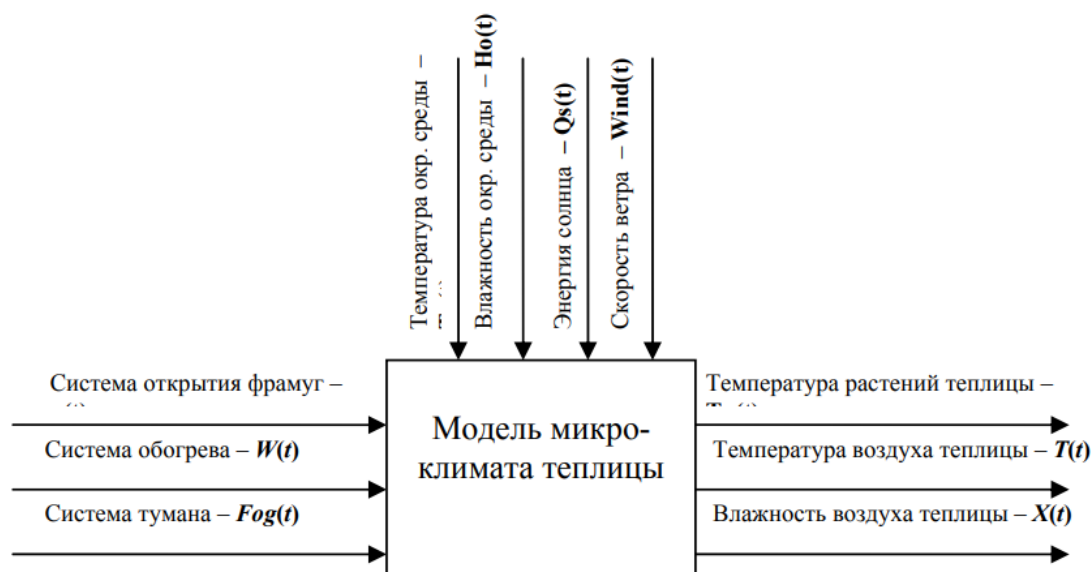 Температура окр. среды –
Влажность окр. среды – Ho(t)
Энергия солнца – Qs(t)
Скорость ветра – Wind(t)
Система открытия фрамуг –
Система обогрева – W(t)
Система тумана – Fog(t)
Модель микро-
климата теплицы
Температура растений теплицы –
Температура воздуха теплицы – T(t)
Влажность воздуха теплицы – X(t)